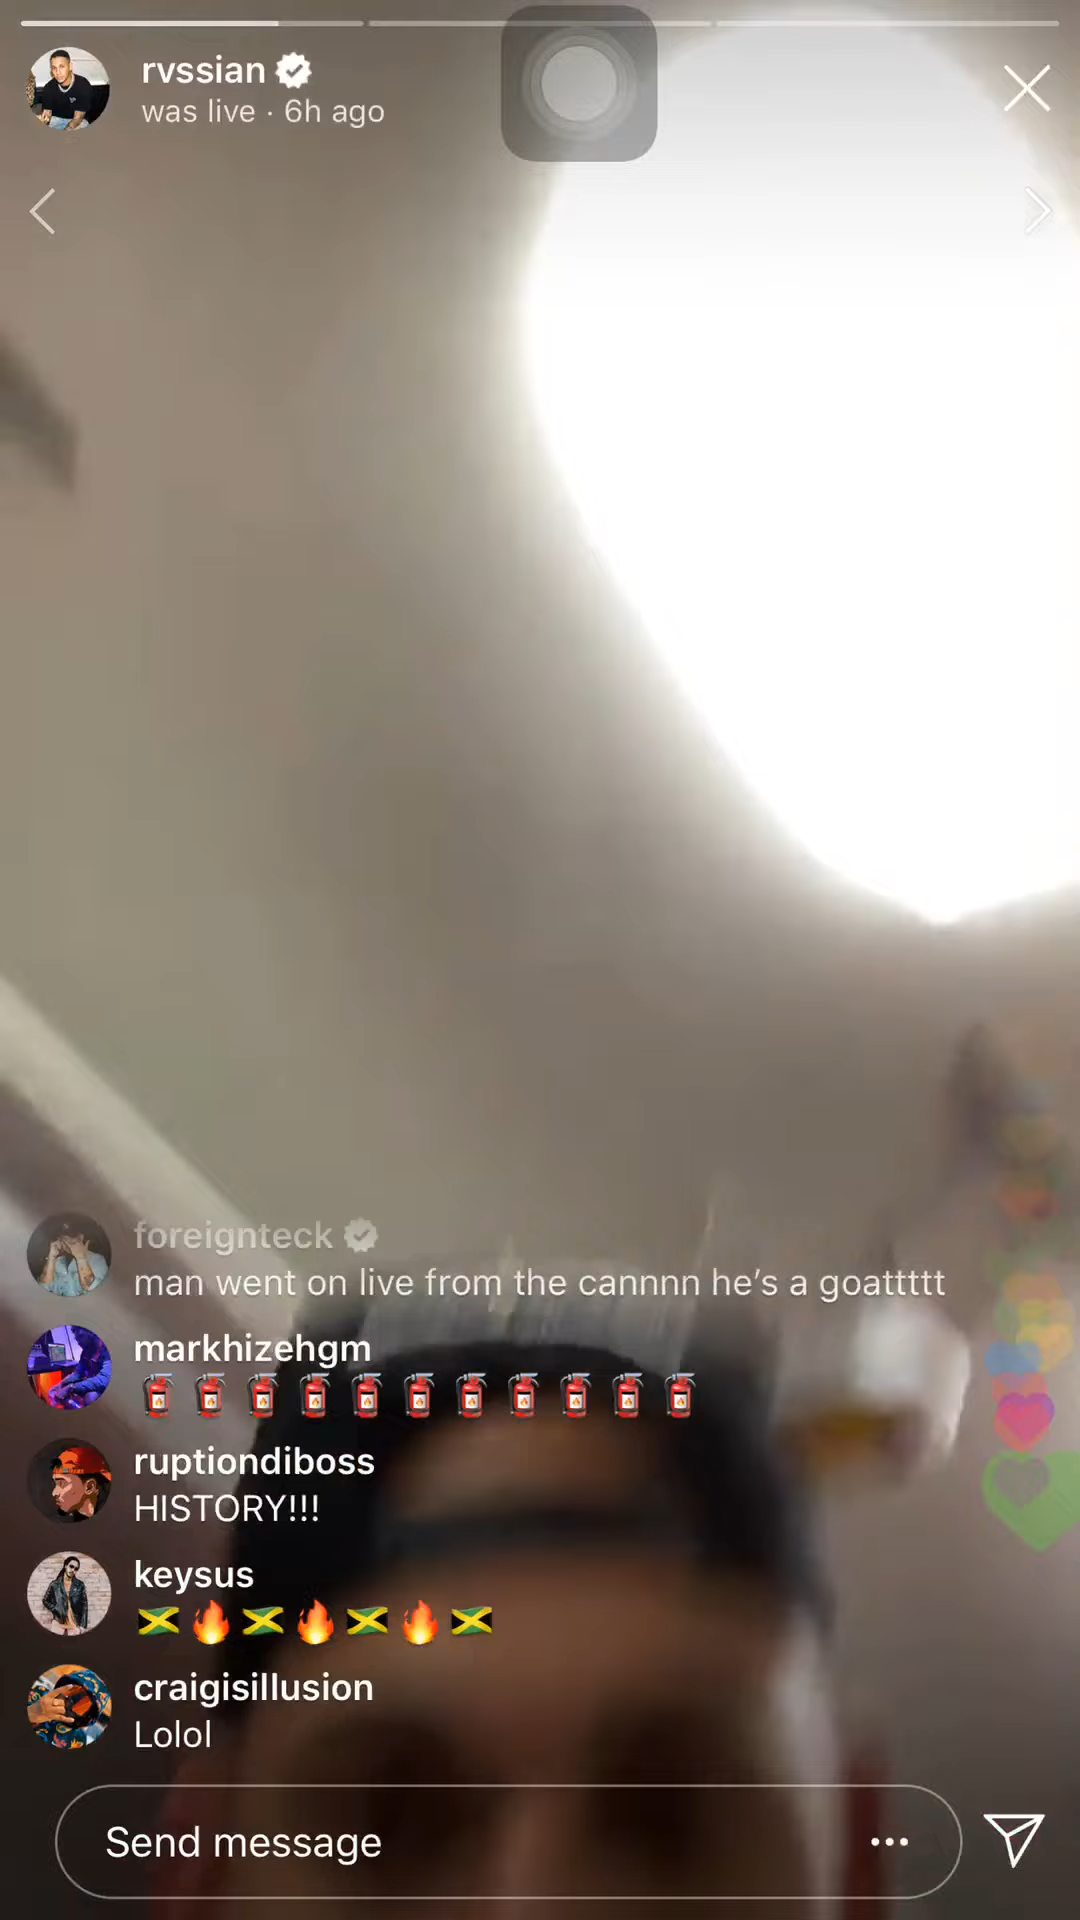 rvssian
was live · 6h ago
foreignteck
man went on live from the cannnn he's a goattttt
markhizehgm
🧯🧯🧯🧯🧯🧯🧯🧯🧯🧯🧯
ruptiondiboss
HISTORY!!!
keysus
🇯🇲🔥🇯🇲🔥🇯🇲🔥🇯🇲
craigisillusion
Lolol
Send message